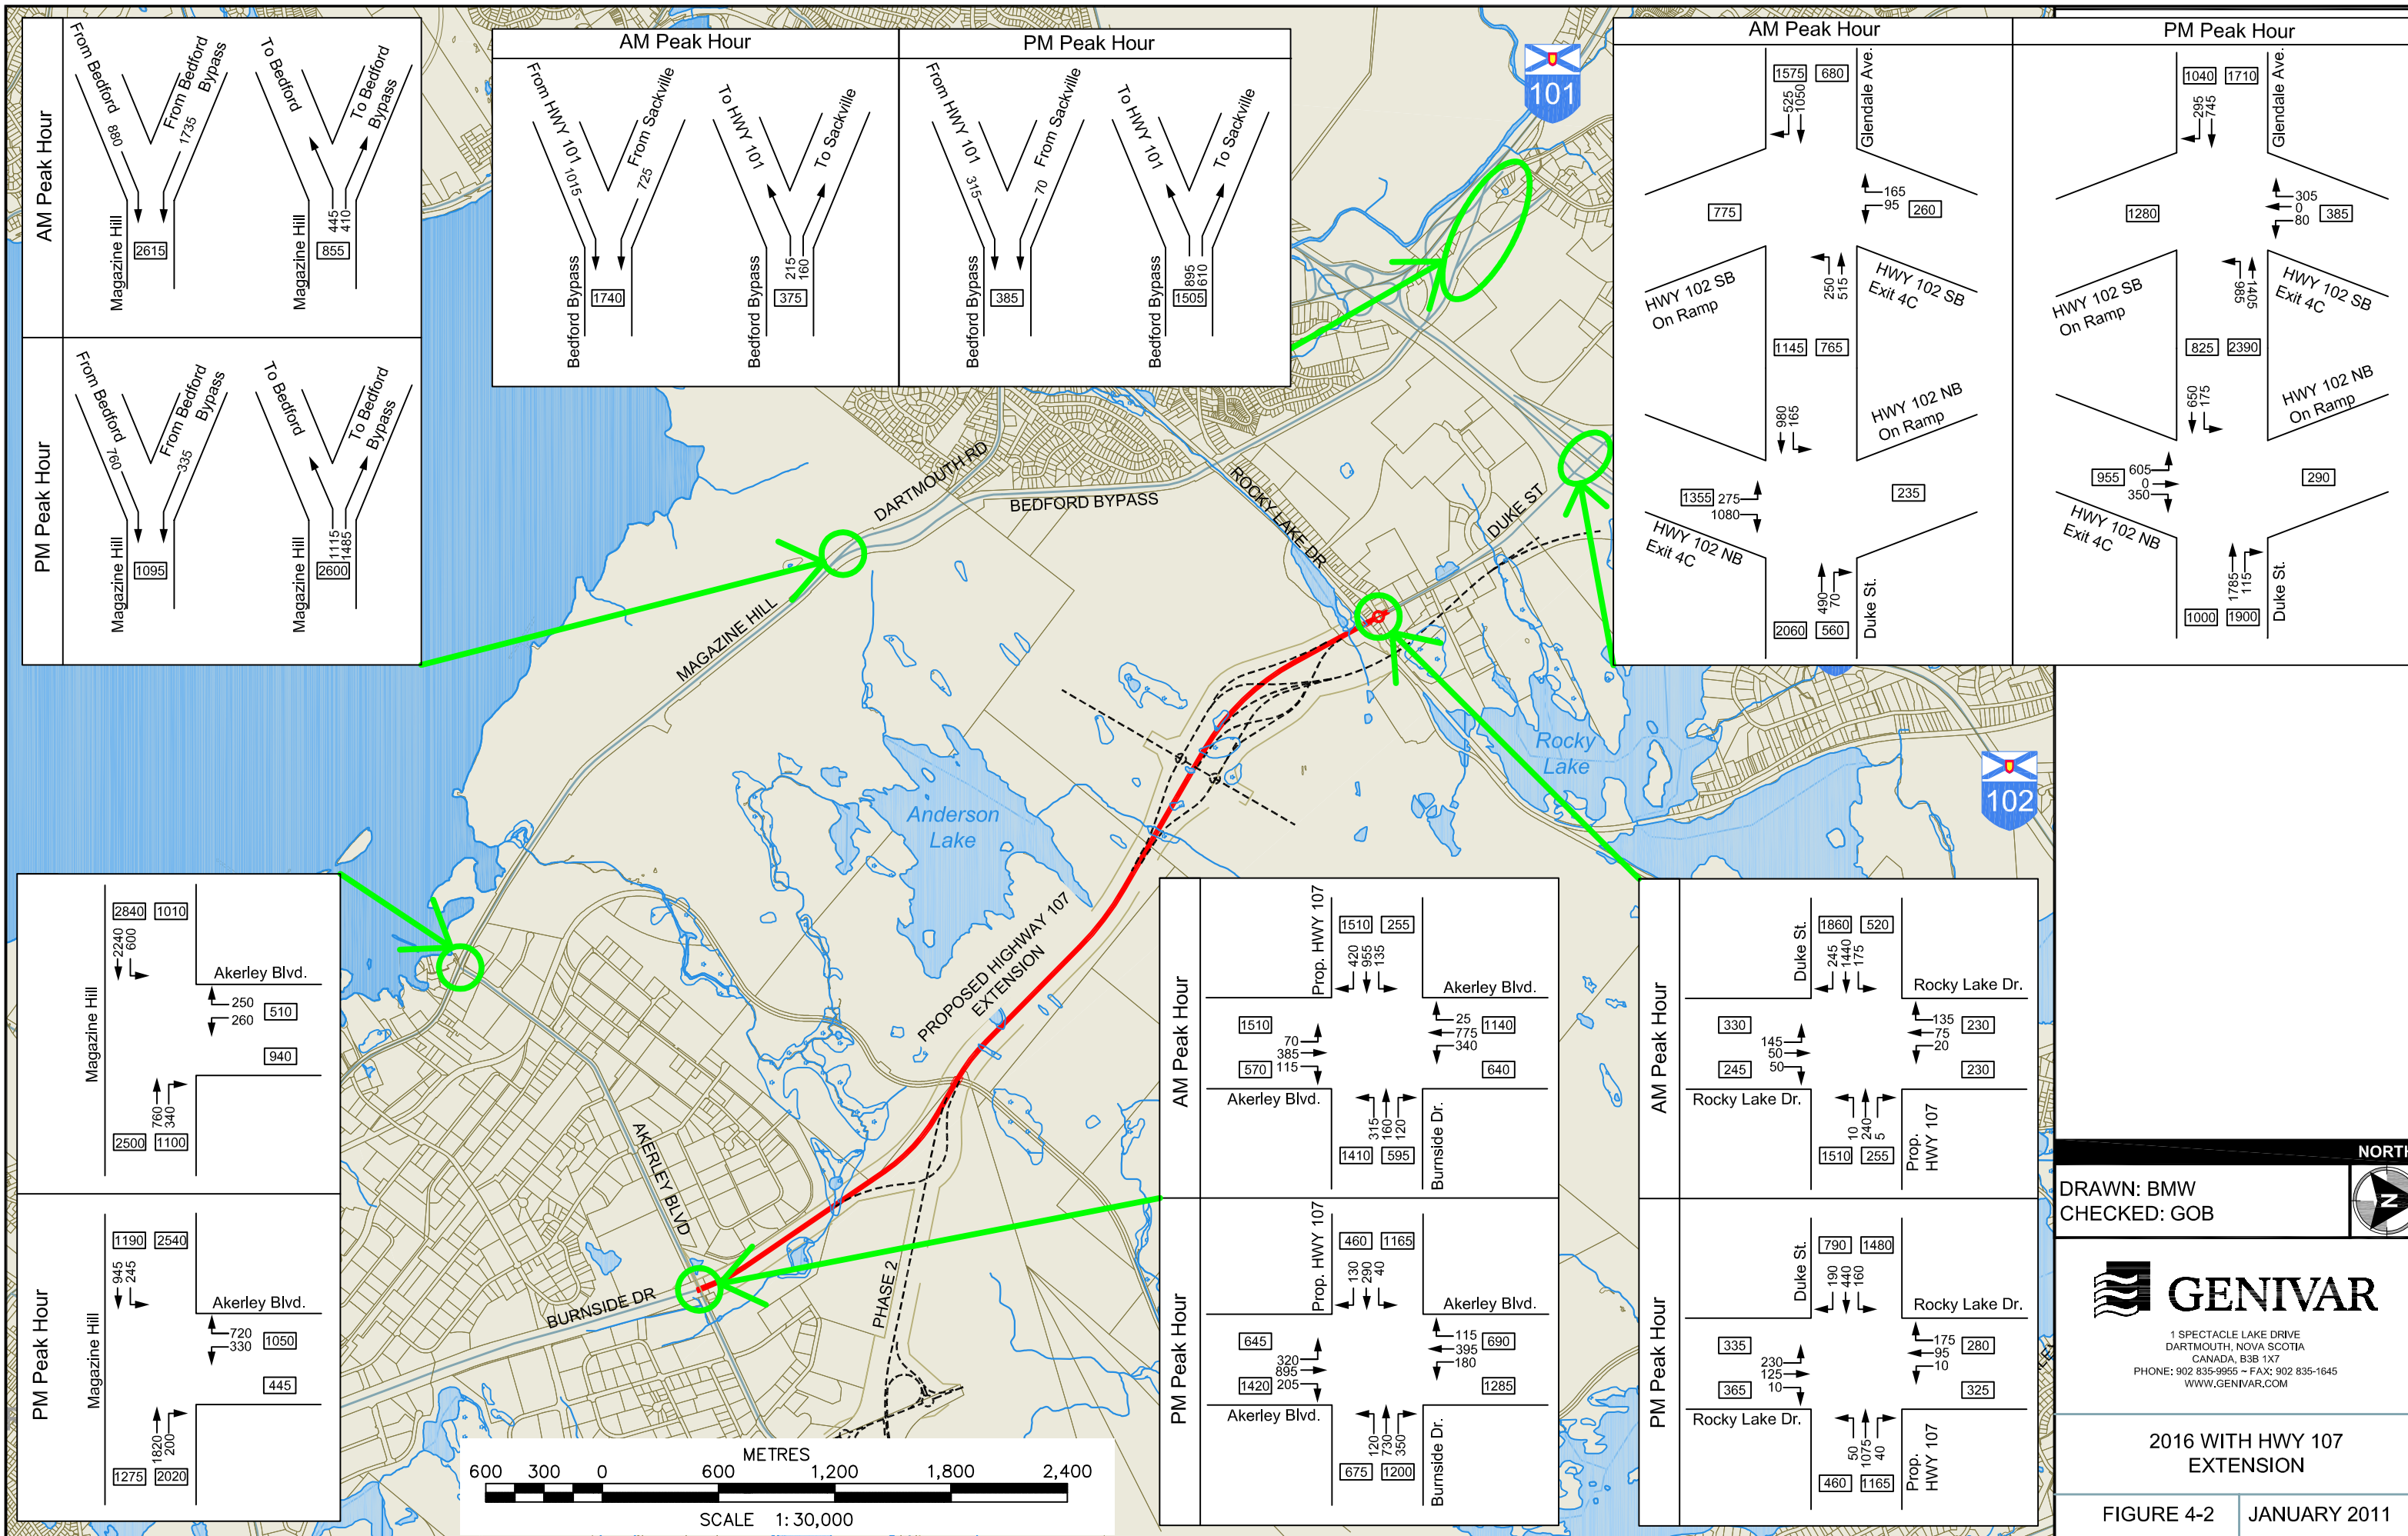 AM Peak Hour
From Bedford
880
From Bedford
Bypass
1735
Magazine Hill
2615
To Bedford
To Bedford
Bypass
445
410
Magazine Hill
855
PM Peak Hour
From Bedford
760
From Bedford
Bypass
335
Magazine Hill
1095
To Bedford
To Bedford
Bypass
1115
1485
Magazine Hill
2600
AM Peak Hour
From HWY 101
1015
From Sackville
725
Bedford Bypass
1740
To HWY 101
To Sackville
215
160
Bedford Bypass
375
PM Peak Hour
From HWY 101
315
From Sackville
70
Bedford Bypass
385
To HWY 101
To Sackville
895
610
Bedford Bypass
1505
101
AM Peak Hour
1575 680
525
1050
Glendale Ave.
165
95 260
775
HWY 102 SB
On Ramp
250
515
HWY 102 SB
Exit 4C
1145 765
980
165
HWY 102 NB
On Ramp
1355 275
1080
235
HWY 102 NB
Exit 4C
490
70
2060 560
Duke St.
PM Peak Hour
1040 1710
295
745
Glendale Ave.
305
0
80 385
1280
HWY 102 SB
On Ramp
985
1405
HWY 102 SB
Exit 4C
825 2390
650
175
HWY 102 NB
On Ramp
955 605
0
350
290
HWY 102 NB
Exit 4C
1785
115
1000 1900
Duke St.
DARTMOUTH RD
BEDFORD BYPASS
ROCKY LAKE DR
DUKE ST
MAGAZINE HILL
Rocky
Lake
102
Anderson
Lake
PROPOSED HIGHWAY 107
EXTENSION
AKERLEY BLVD
BURNSIDE DR
PHASE 2
2840 1010
2240
600
Akerley Blvd.
Magazine Hill
250
260
510
940
760
340
2500 1100
PM Peak Hour
1190 2540
945
245
Akerley Blvd.
Magazine Hill
720
330
1050
445
1820
200
1275 2020
AM Peak Hour
Prop. HWY 107
1510 255
420
955
135
Akerley Blvd.
1510
25
775
340
1140
70
385
115
570
640
Akerley Blvd.
315
160
120
1410 595
Burnside Dr.
PM Peak Hour
Prop. HWY 107
460 1165
130
290
40
Akerley Blvd.
645
115
395
180
690
320
895
205
1420
1285
Akerley Blvd.
120
730
350
675 1200
Burnside Dr.
AM Peak Hour
Duke St.
1860 520
245
1440
175
Rocky Lake Dr.
330
135
75
20
230
145
50
50
245
230
Rocky Lake Dr.
10
240
5
1510 255
Prop.
HWY 107
PM Peak Hour
Duke St.
790 1480
190
440
160
Rocky Lake Dr.
335
175
95
10
280
230
125
10
365
325
Rocky Lake Dr.
50
1075
40
460 1165
Prop.
HWY 107
METRES
600 300 0 600 1,200 1,800 2,400
SCALE 1:30,000
NORTH
N
DRAWN: BMW
CHECKED: GOB
GENIVAR
1 SPECTACLE LAKE DRIVE
DARTMOUTH, NOVA SCOTIA
CANADA, B3B 1X7
PHONE: 902 835-9955 ~ FAX: 902 835-1645
WWW.GENIVAR.COM
2016 WITH HWY 107
EXTENSION
FIGURE 4-2 JANUARY 2011